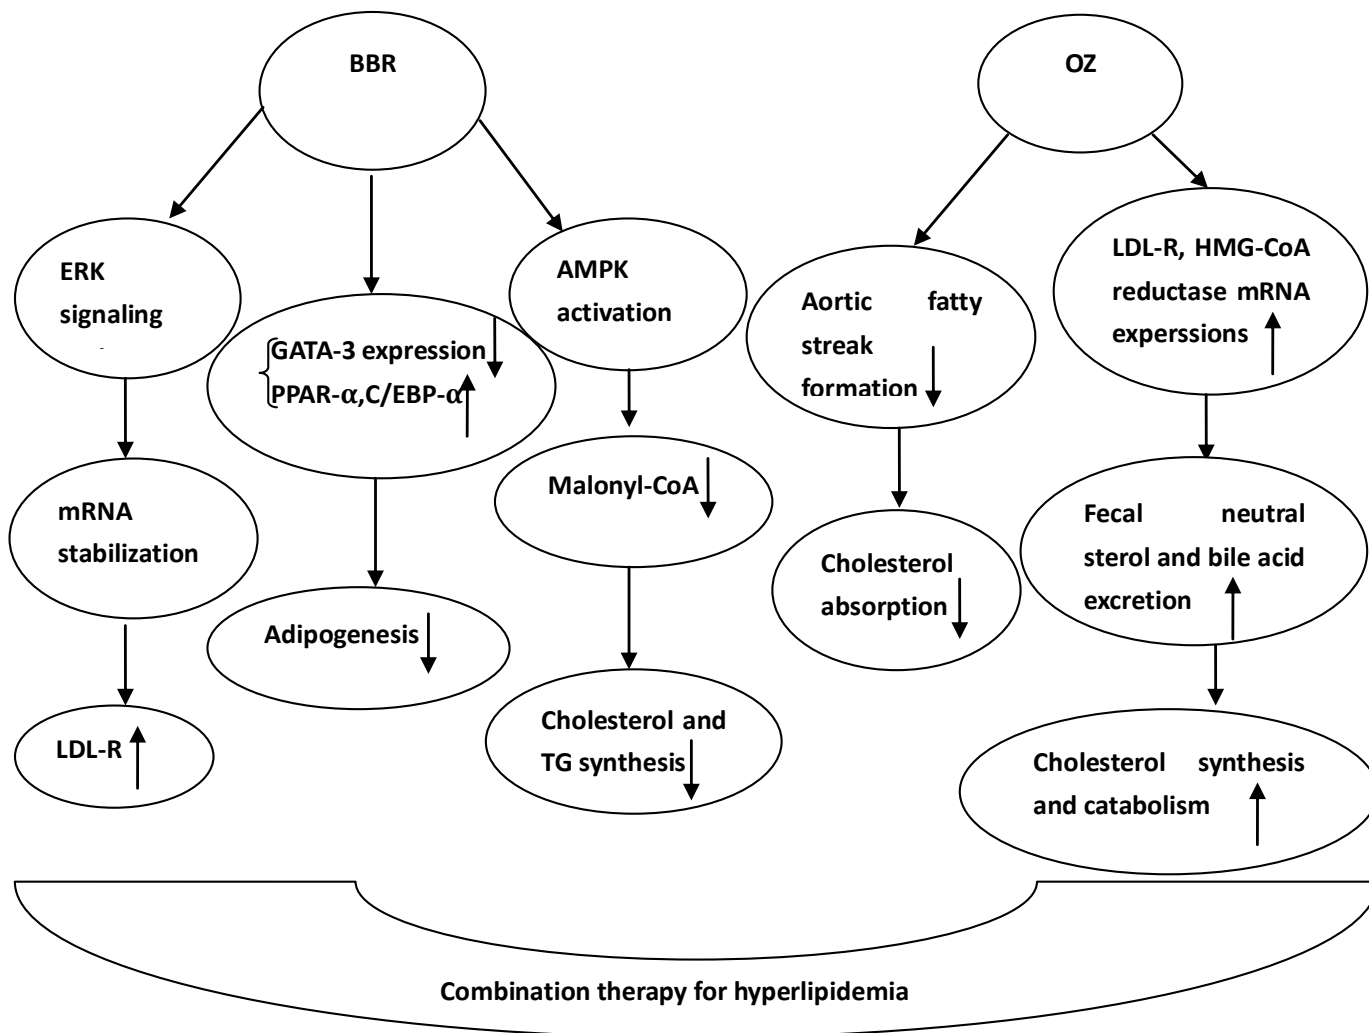 BBR
OZ
ERK
signaling
GATA-3 expression
PPAR-α,C/EBP-α
AMPK
activation
Aortic fatty
streak
formation
LDL-R, HMG-CoA
reductase mRNA
experssions
mRNA
stabilization
Malonyl-CoA
Cholesterol
absorption
Fecal neutral
sterol and bile acid
excretion
Adipogenesis
LDL-R
Cholesterol and
TG synthesis
Cholesterol synthesis
and catabolism
Combination therapy for hyperlipidemia